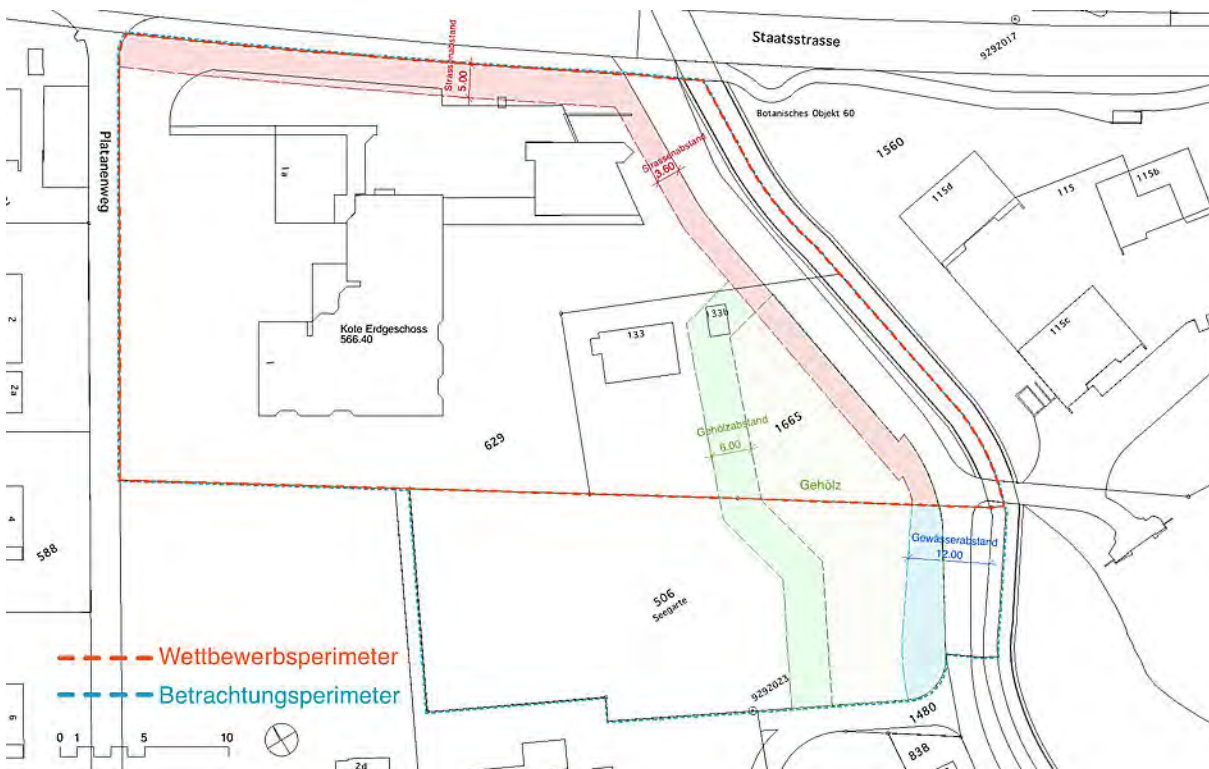 Staatsstrasse
9292017
Strassenabstand
5.00
Botanisches Objekt 60
1560
Platanenweg
1a
Strassenabstand
3.60
115d
115
115b
115c
2
2a
Kote Erdgeschoss
566.40
1
133
133b
1665
Gehölzabstand
6.00
629
Gehölz
4
588
Gewässerabstand
12.00
506
Seegarte
Wettbewerbsperimeter
Betrachtungsperimeter
9292023
1480
6
838
0 1 5 10
2d